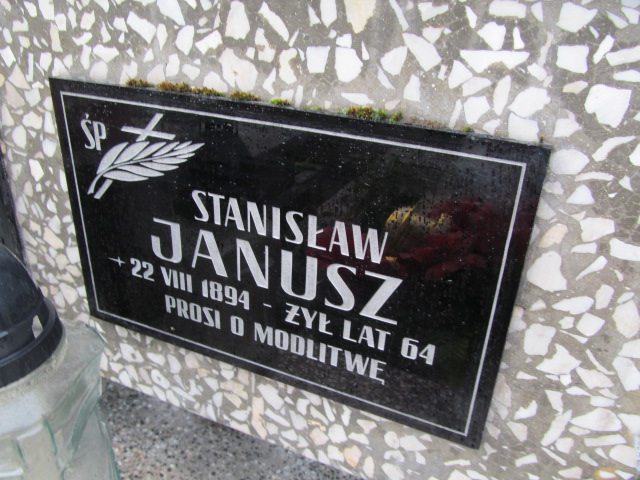 ŚP
STANISŁAW
JANUSZ
22 VIII 1894 - ŻYŁ LAT 64
PROSI O MODLITWĘ